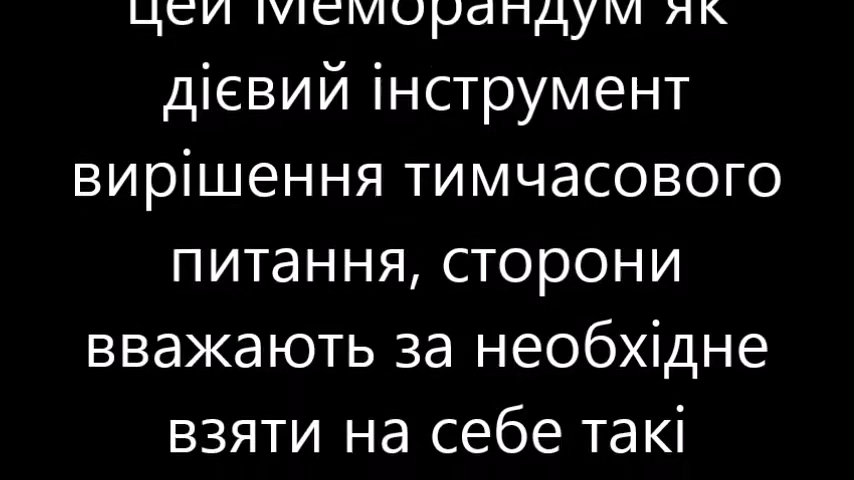 цей Меморандум як
дієвий інструмент
вирішення тимчасового
питання, сторони
вважають за необхідне
взяти на себе такі